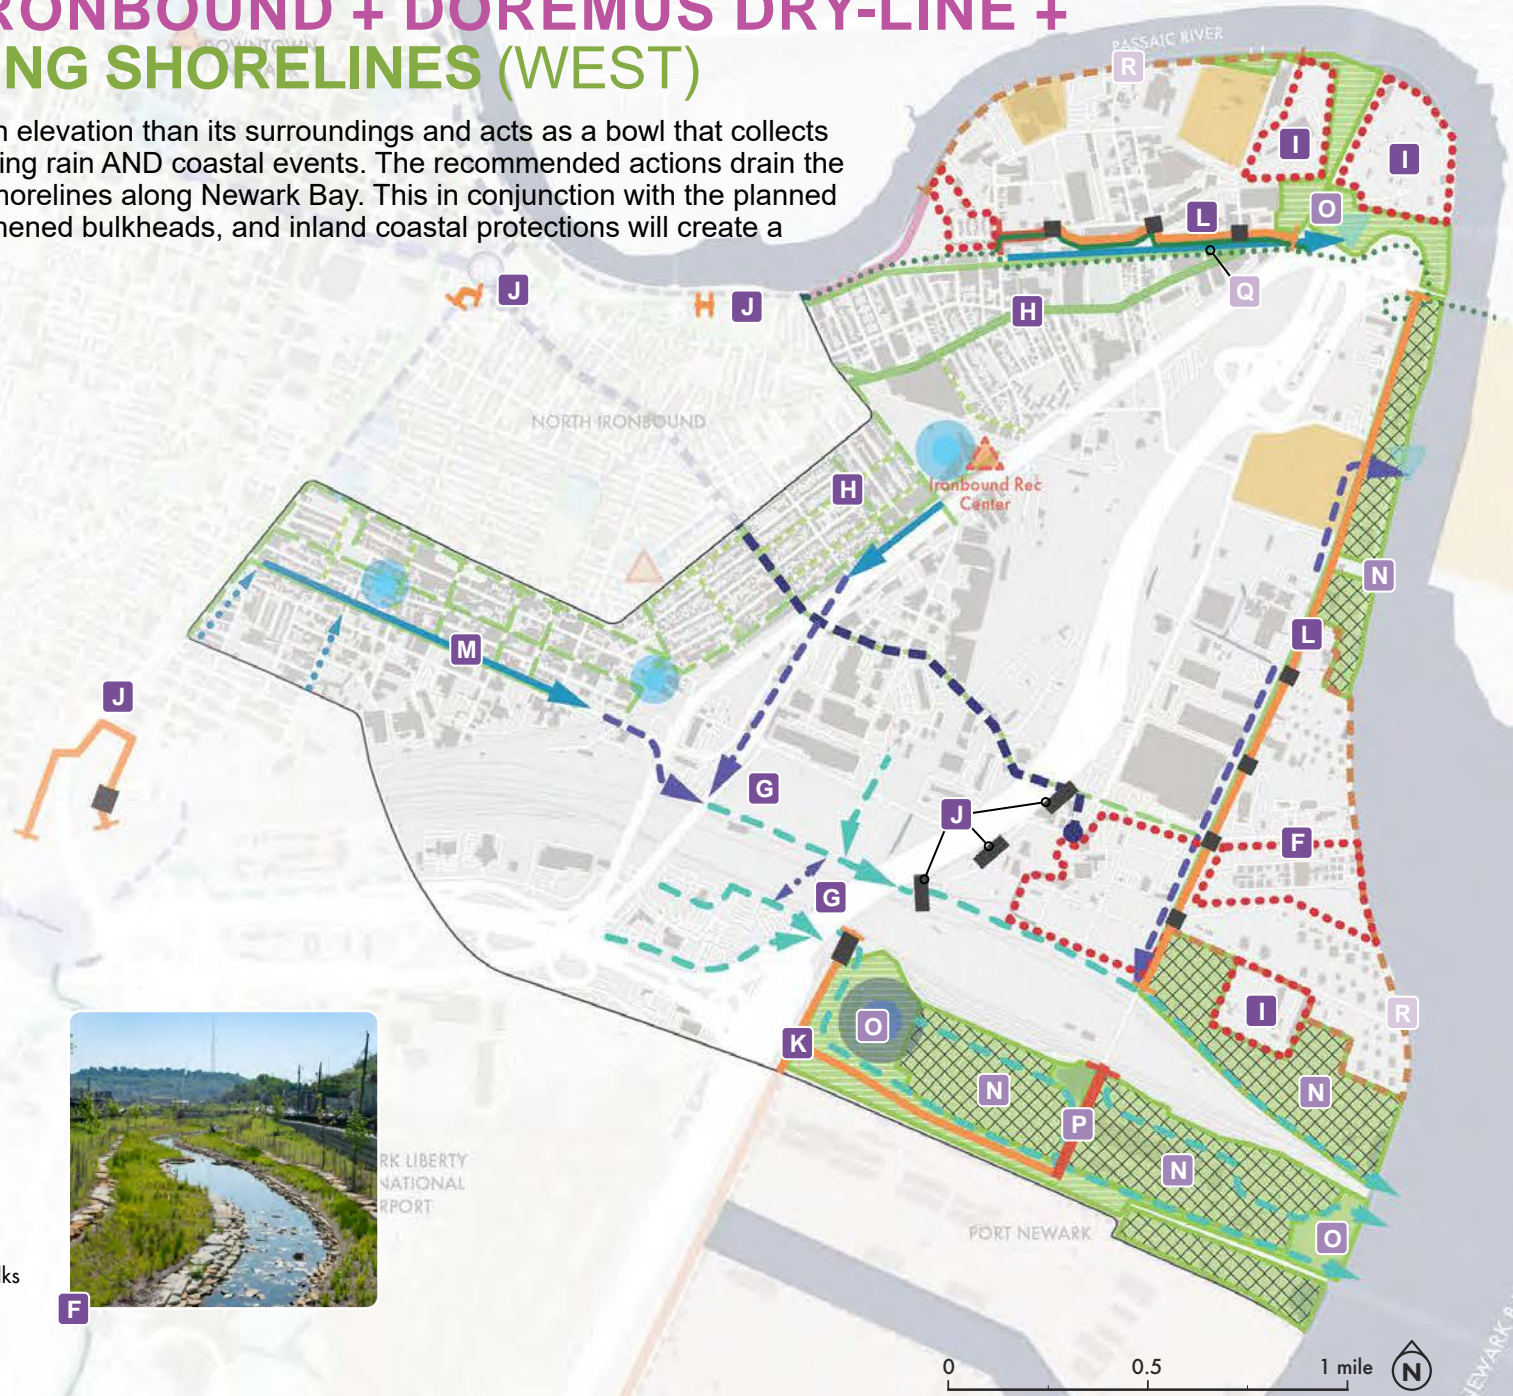 RONBOUND + DOREMUS DRY-LINE +
NG SHORELINES (WEST)
DOWNTOWN
n elevation than its surroundings and acts as a bowl that collects
ing rain AND coastal events. The recommended actions drain the
horelines along Newark Bay. This in conjunction with the planned
hened bulkheads, and inland coastal protections will create a
PASSAIC RIVER
R
I
I
O
L
Q
H
J
J
NORTH IRONBOUND
H
Ironbound Rec
Center
N
L
M
J
G
J
F
G
O
K
I
R
N
N
P
N
O
RK LIBERTY
NATIONAL
RPORT
PORT NEWARK
lks
F
0 0.5 1 mile
N
NEWARK